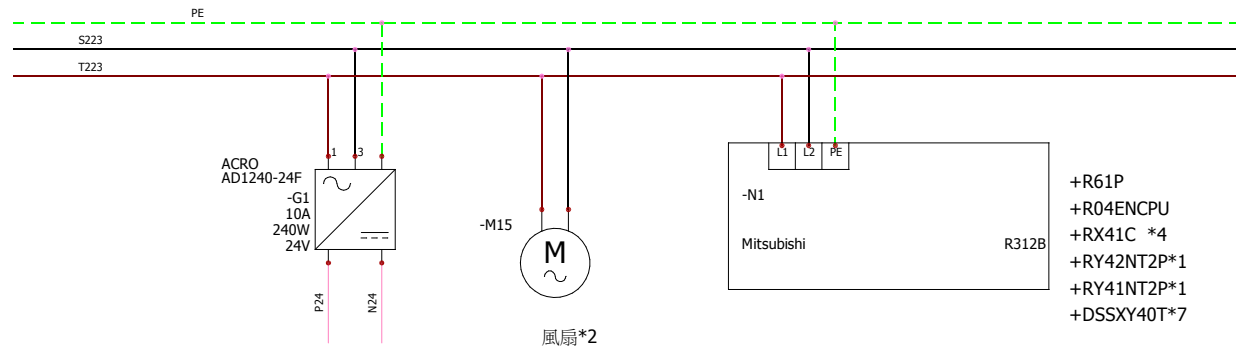 PE
S223
T223
1 3
L1 L2 PE
ACRO
AD1240-24F
-G1
10A
240W
24V
-M15
M
-N1
Mitsubishi
R312B
+R61P
+R04ENCPU
+RX41C *4
+RY42NT2P*1
+RY41NT2P*1
+DSSXY40T*7
P24
N24
風扇*2